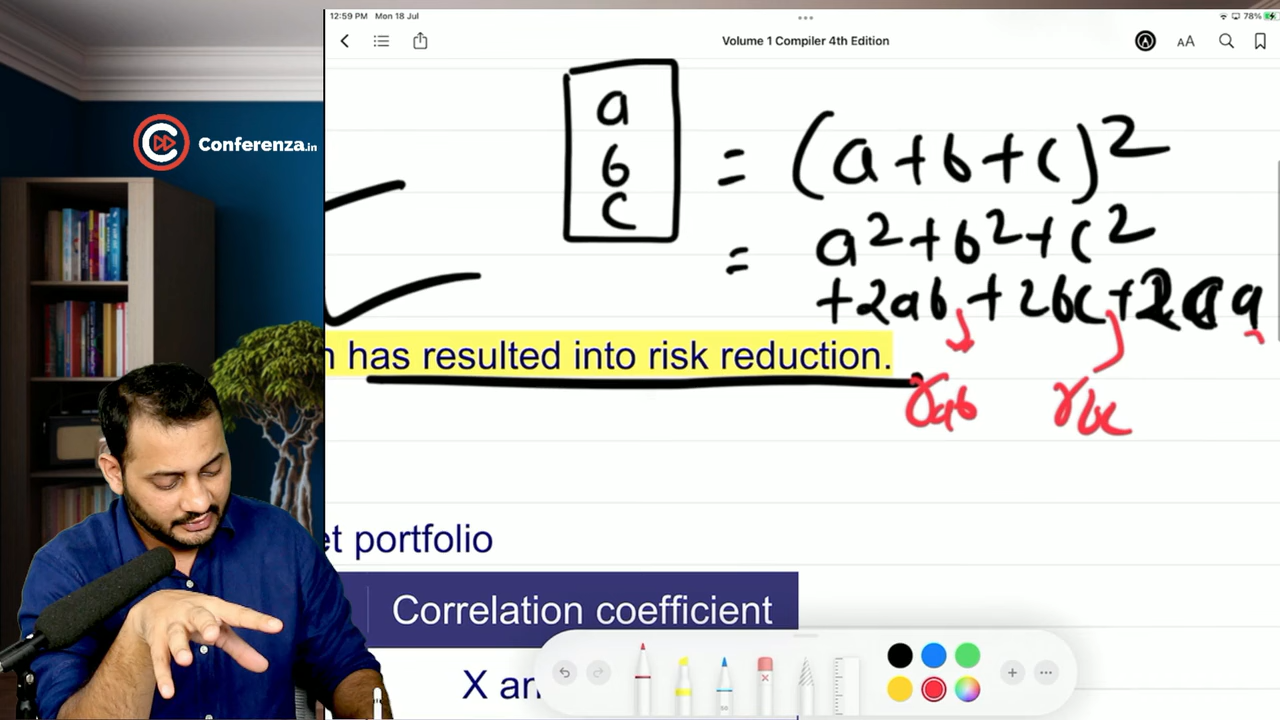 12:59 PM Mon 18 Jul
78%
Volume 1 Compiler 4th Edition
AA
Conferenza.in
a
b
c
= (a+b+c)²
= a²+b²+c²
+2ab+2bc+2ca
has resulted into risk reduction.
rab rbc
et portfolio
Correlation coefficient
X an